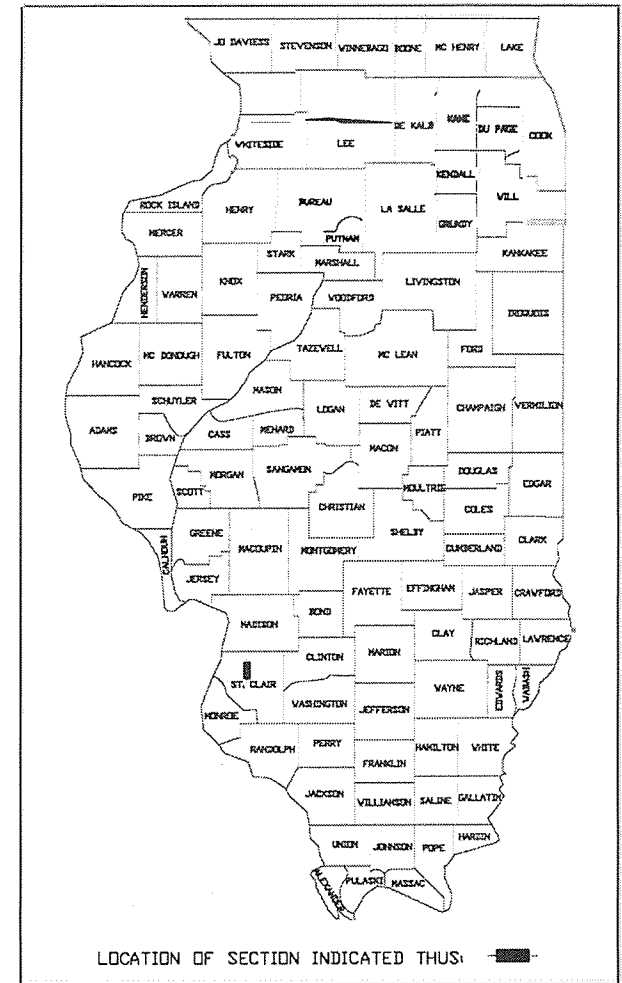 JO DAVIESS STEVENSON WINNEBAGO BOONE MC HENRY LAKE
WHITESIDE LEE DE KALB KANE DU PAGE COOK
KENDALL WILL
ROCK ISLAND HENRY BUREAU LA SALLE GRUNDY
MERCER PUTNAM KANKAKEE
STARK MARSHALL
HENDERSON WARREN KNOX PEORIA WOODFORD LIVINGSTON IROQUOIS
HANCOCK MC DONOUGH FULTON TAZEWELL MC LEAN FORD
MASON
SCHUYLER LOGAN DE WITT CHAMPAIGN VERMILION
ADAMS BROWN CASS MENARD MACON PIATT
PIKE SCOTT MORGAN SANGAMON MOULTRIE DOUGLAS EDGAR
CHRISTIAN COLES
GREENE MACOUPIN MONTGOMERY SHELBY CUMBERLAND CLARK
CALHOUN JERSEY FAYETTE EFFINGHAM JASPER CRAWFORD
MADISON BOND CLAY RICHLAND LAWRENCE
CLINTON MARION
ST. CLAIR WASHINGTON WAYNE EDWARDS WABASH
MONROE JEFFERSON
RANDOLPH PERRY FRANKLIN HAMILTON WHITE
JACKSON WILLIAMSON SALINE GALLATIN
UNION JOHNSON POPE HARDIN
ALEXANDER PULASKI MASSAC
LOCATION OF SECTION INDICATED THUS: